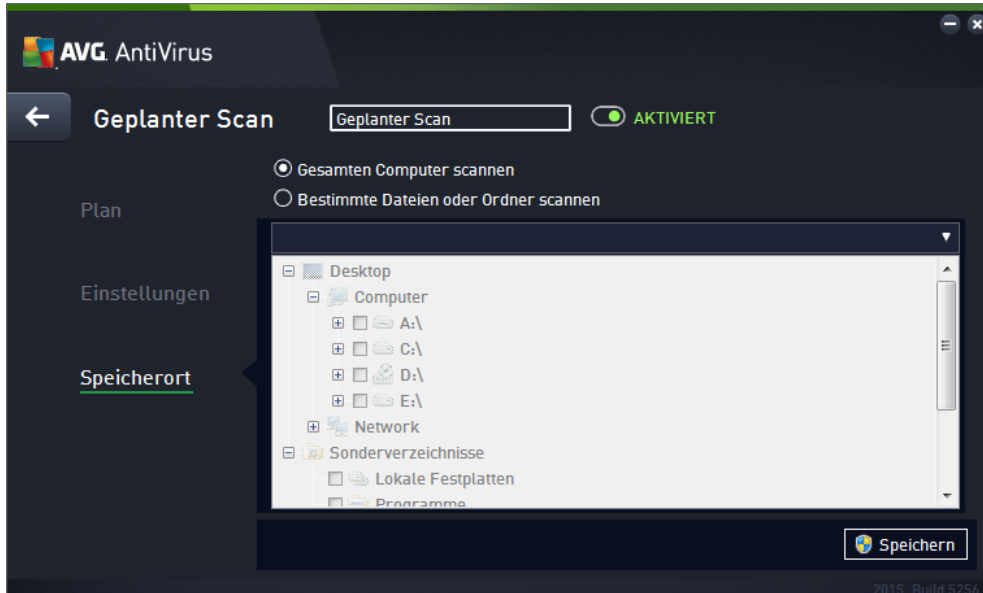 AVG. AntiVirus
Geplanter Scan
Geplanter Scan
AKTIVIERT
Gesamten Computer scannen
Bestimmte Dateien oder Ordner scannen
Plan
Einstellungen
Speicherort
Desktop
Computer
A:\
C:\
D:\
E:\
Network
Sonderverzeichnisse
Lokale Festplatten
Programme
Speichern
2015. Build 5256